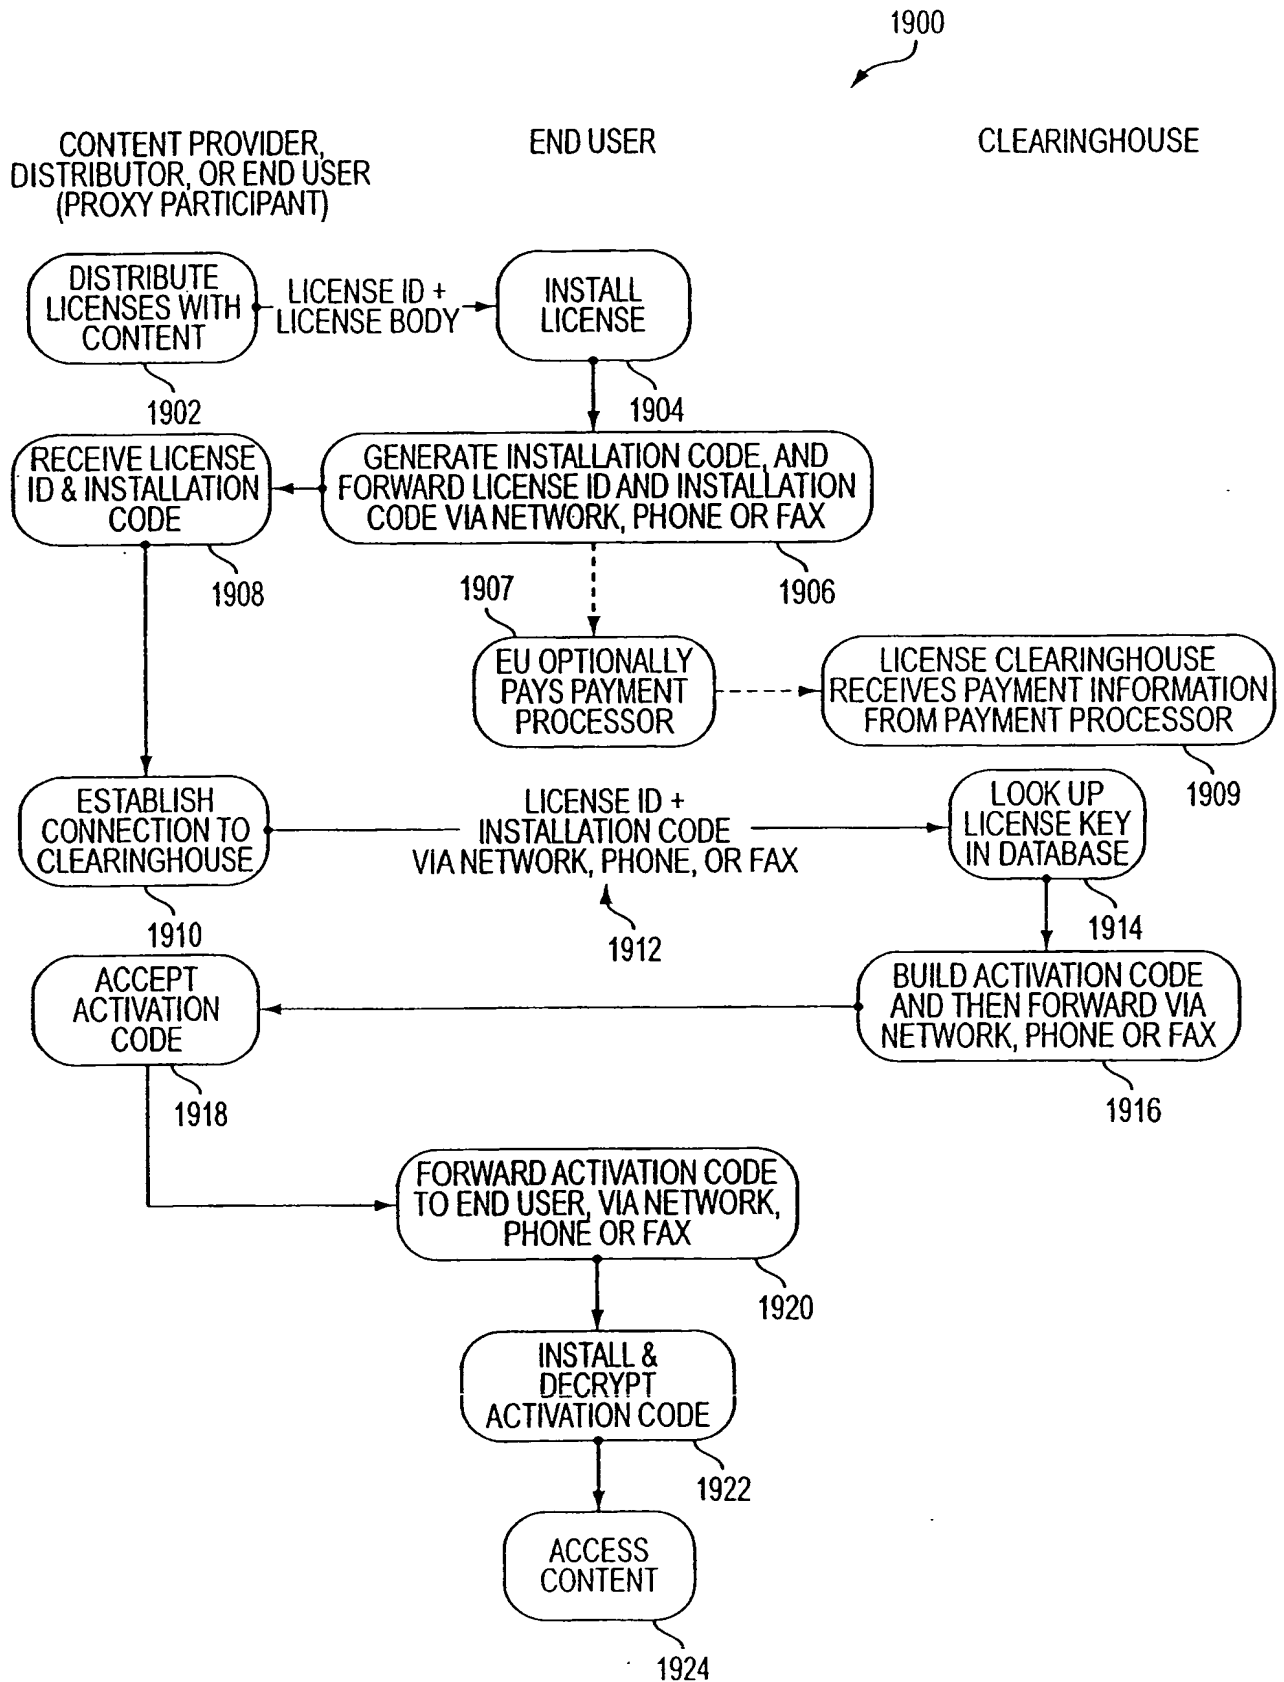 1900
CONTENT PROVIDER,
DISTRIBUTOR, OR END USER
(PROXY PARTICIPANT)
END USER
CLEARINGHOUSE
DISTRIBUTE
LICENSES WITH
CONTENT
1902
LICENSE ID +
LICENSE BODY
INSTALL
LICENSE
1904
RECEIVE LICENSE
ID & INSTALLATION
CODE
1908
GENERATE INSTALLATION CODE, AND
FORWARD LICENSE ID AND INSTALLATION
CODE VIA NETWORK, PHONE OR FAX
1906
1907
EU OPTIONALLY
PAYS PAYMENT
PROCESSOR
LICENSE CLEARINGHOUSE
RECEIVES PAYMENT INFORMATION
FROM PAYMENT PROCESSOR
1909
ESTABLISH
CONNECTION TO
CLEARINGHOUSE
1910
LICENSE ID +
INSTALLATION CODE
VIA NETWORK, PHONE, OR FAX
1912
LOOK UP
LICENSE KEY
IN DATABASE
1914
ACCEPT
ACTIVATION
CODE
1918
BUILD ACTIVATION CODE
AND THEN FORWARD VIA
NETWORK, PHONE OR FAX
1916
FORWARD ACTIVATION CODE
TO END USER, VIA NETWORK,
PHONE OR FAX
1920
INSTALL &
DECRYPT
ACTIVATION CODE
1922
ACCESS
CONTENT
1924